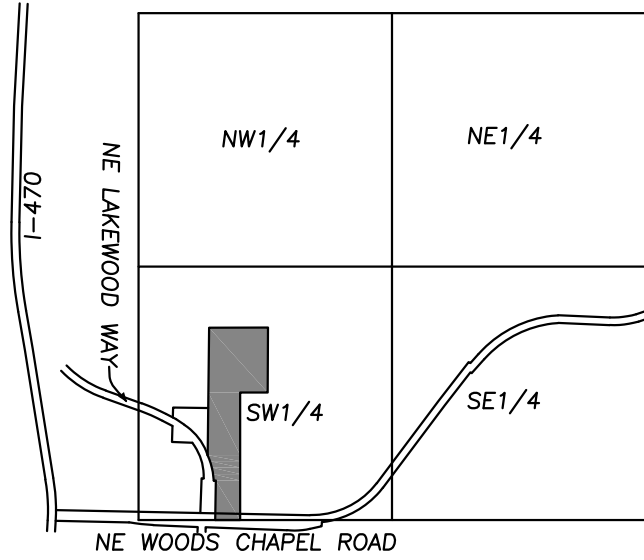 NW1/4
NE1/4
NE LAKEWOOD WAY
I-470
SW1/4
SE1/4
NE WOODS CHAPEL ROAD